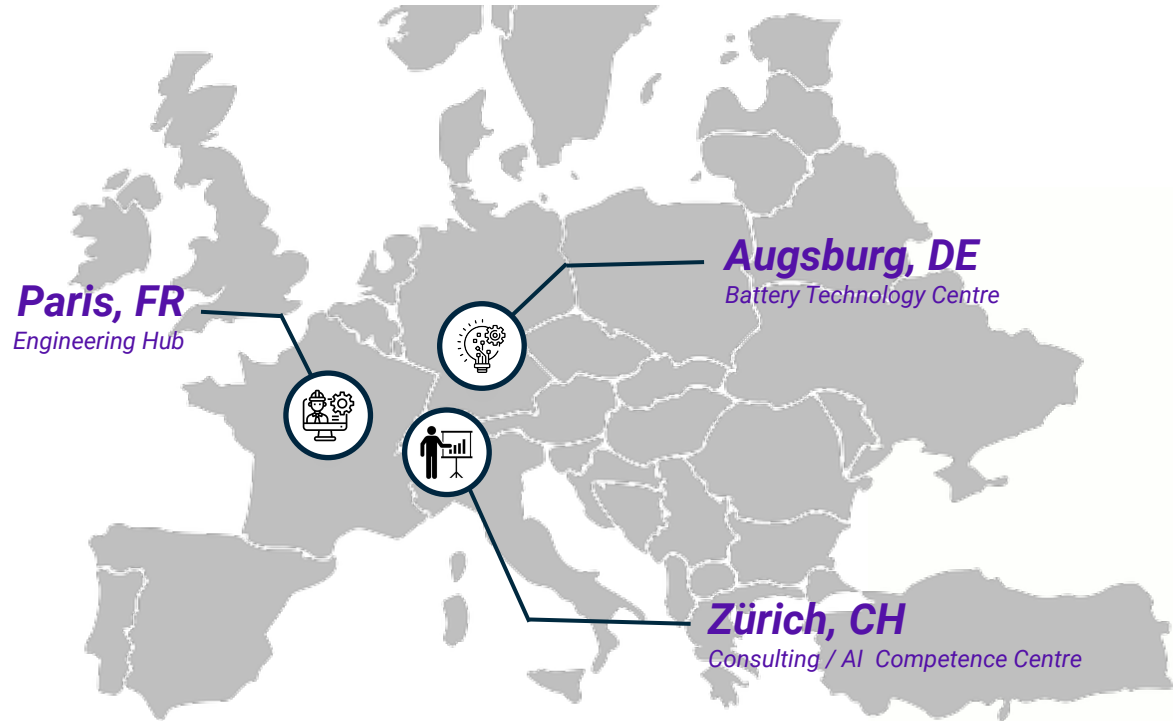 Augsburg, DE
Battery Technology Centre
Paris, FR
Engineering Hub
Zürich, CH
Consulting / AI Competence Centre